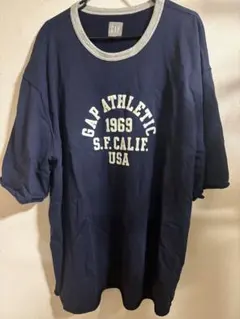 GAP ATHLETIC
1969
S.F. CALIF.
USA